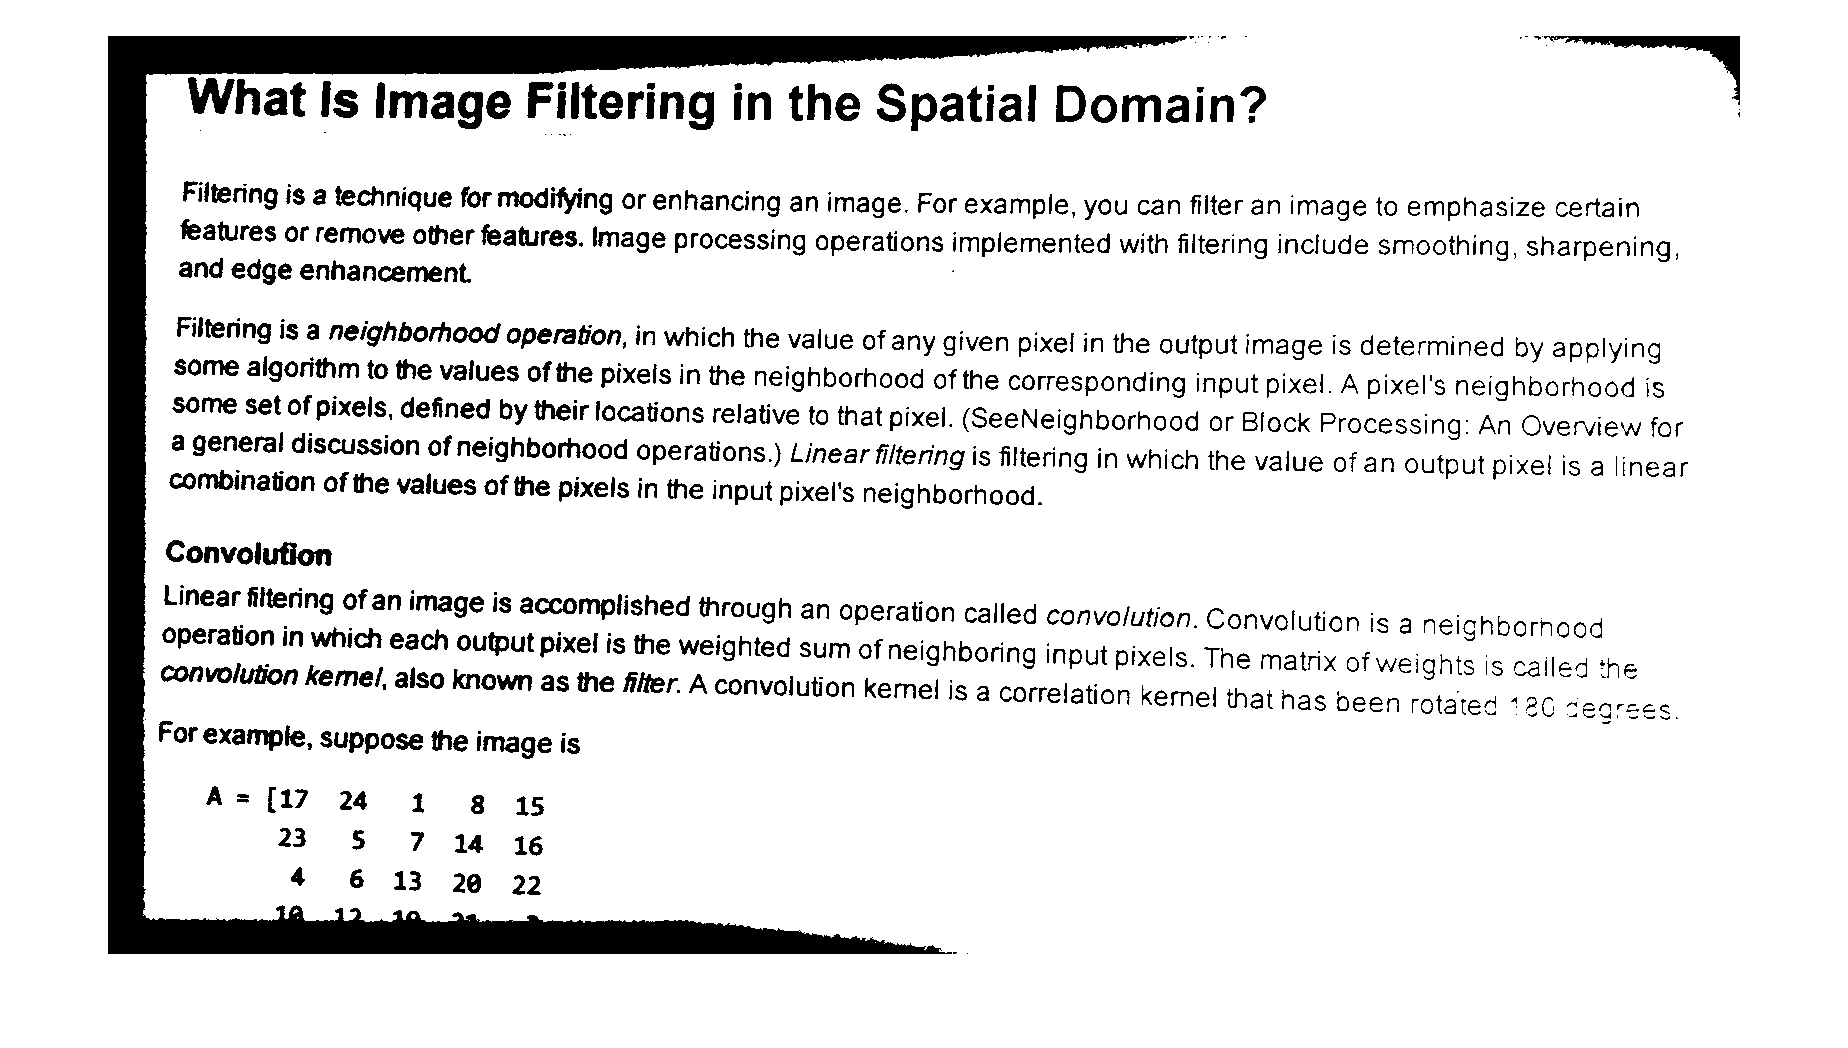 What Is Image Filtering in the Spatial Domain?
Filtering is a technique for modifying or enhancing an image. For example, you can filter an image to emphasize certain
features or remove other features. Image processing operations implemented with filtering include smoothing, sharpening,
and edge enhancement.
Filtering is a neighborhood operation, in which the value of any given pixel in the output image is determined by applying
some algorithm to the values of the pixels in the neighborhood of the corresponding input pixel. A pixel's neighborhood is
some set of pixels, defined by their locations relative to that pixel. (SeeNeighborhood or Block Processing: An Overview for
a general discussion of neighborhood operations.) Linear filtering is filtering in which the value of an output pixel is a linear
combination of the values of the pixels in the input pixel's neighborhood.
Convolution
Linear filtering of an image is accomplished through an operation called convolution. Convolution is a neighborhood
operation in which each output pixel is the weighted sum of neighboring input pixels. The matrix of weights is called the
convolution kernel, also known as the filter. A convolution kernel is a correlation kernel that has been rotated 180 degrees.
For example, suppose the image is
A = [17 24 1 8 15
23 5 7 14 16
4 6 13 20 22
10 12 19 21